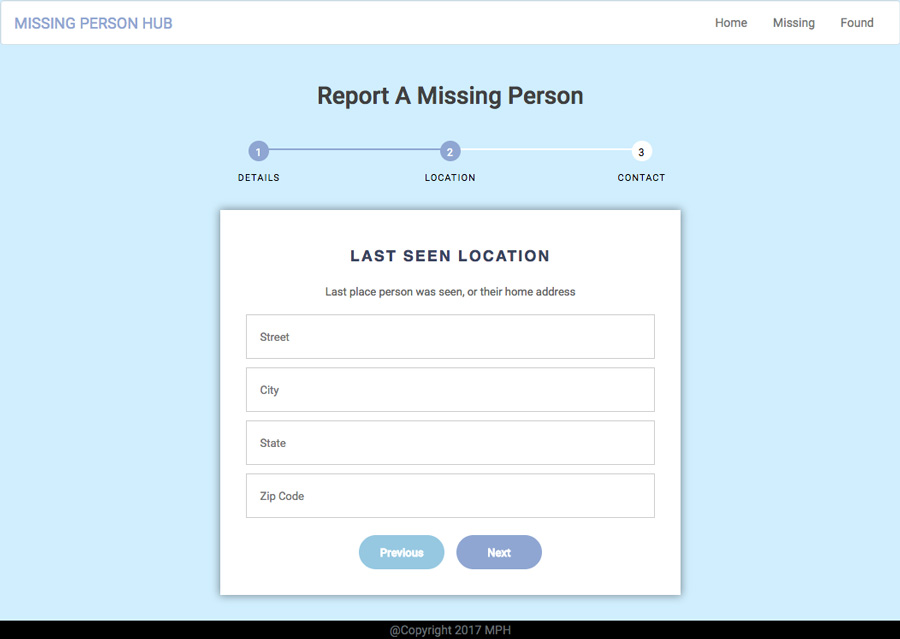 MISSING PERSON HUB
Home Missing Found
Report A Missing Person
1 2 3
DETAILS LOCATION CONTACT
LAST SEEN LOCATION
Last place person was seen, or their home address
Street
City
State
Zip Code
Previous Next
@Copyright 2017 MPH